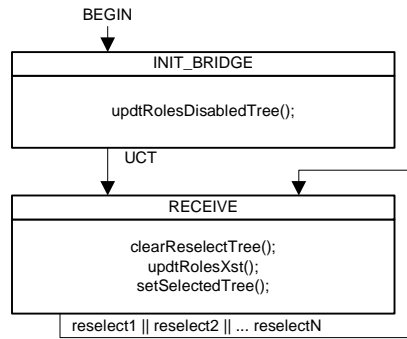 BEGIN
INIT_BRIDGE
updtRolesDisabledTree();
UCT
RECEIVE
clearReselectTree();
updtRolesXst();
setSelectedTree();
reselect1 || reselect2 || ... reselectN